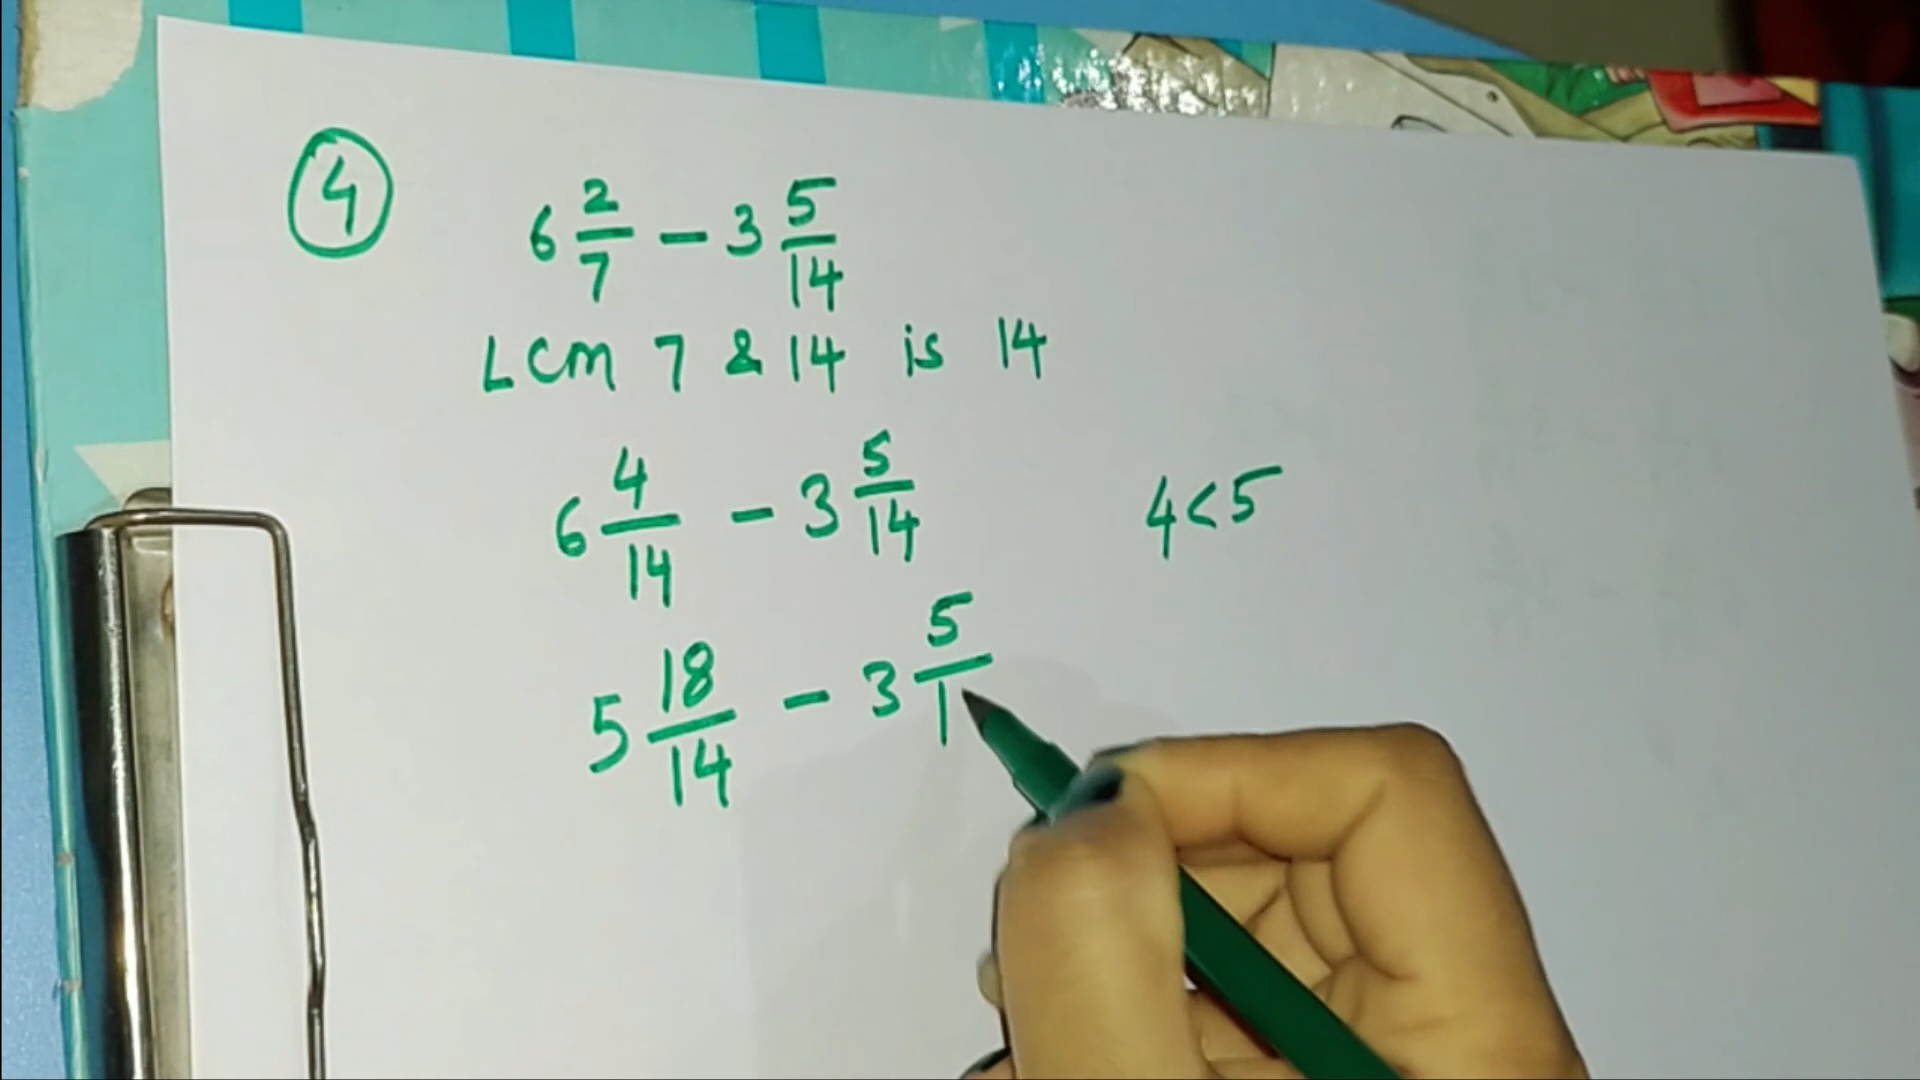 ④ 6 2/7 - 3 5/14
LCM 7 & 14 is 14
6 4/14 - 3 5/14 4<5
5 18/14 - 3 5/1